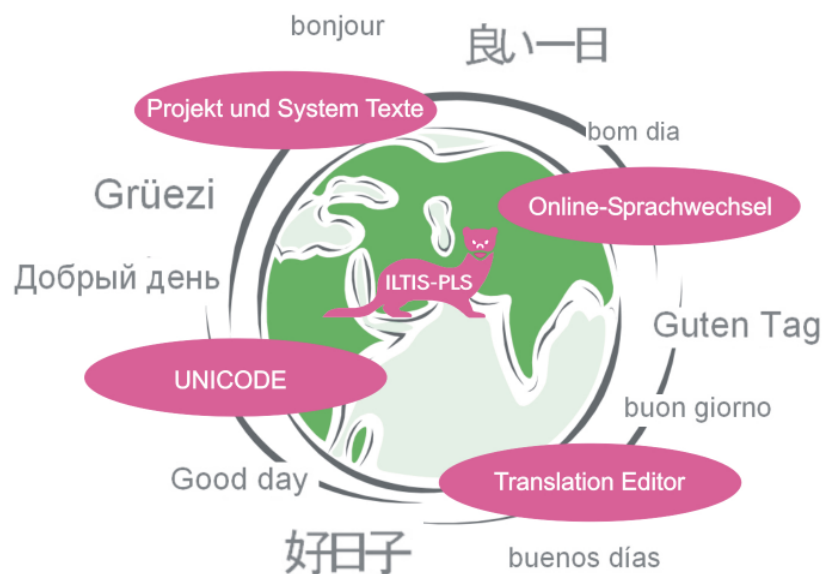 bonjour
良い一日
Projekt und System Texte
bom dia
Grüezi
Online-Sprachwechsel
Добрый день
ILTIS-PLS
Guten Tag
UNICODE
buon giorno
Good day
Translation Editor
好日子
buenos días